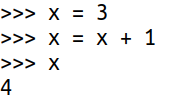 >>> x = 3
>>> x = x + 1
>>> x
4